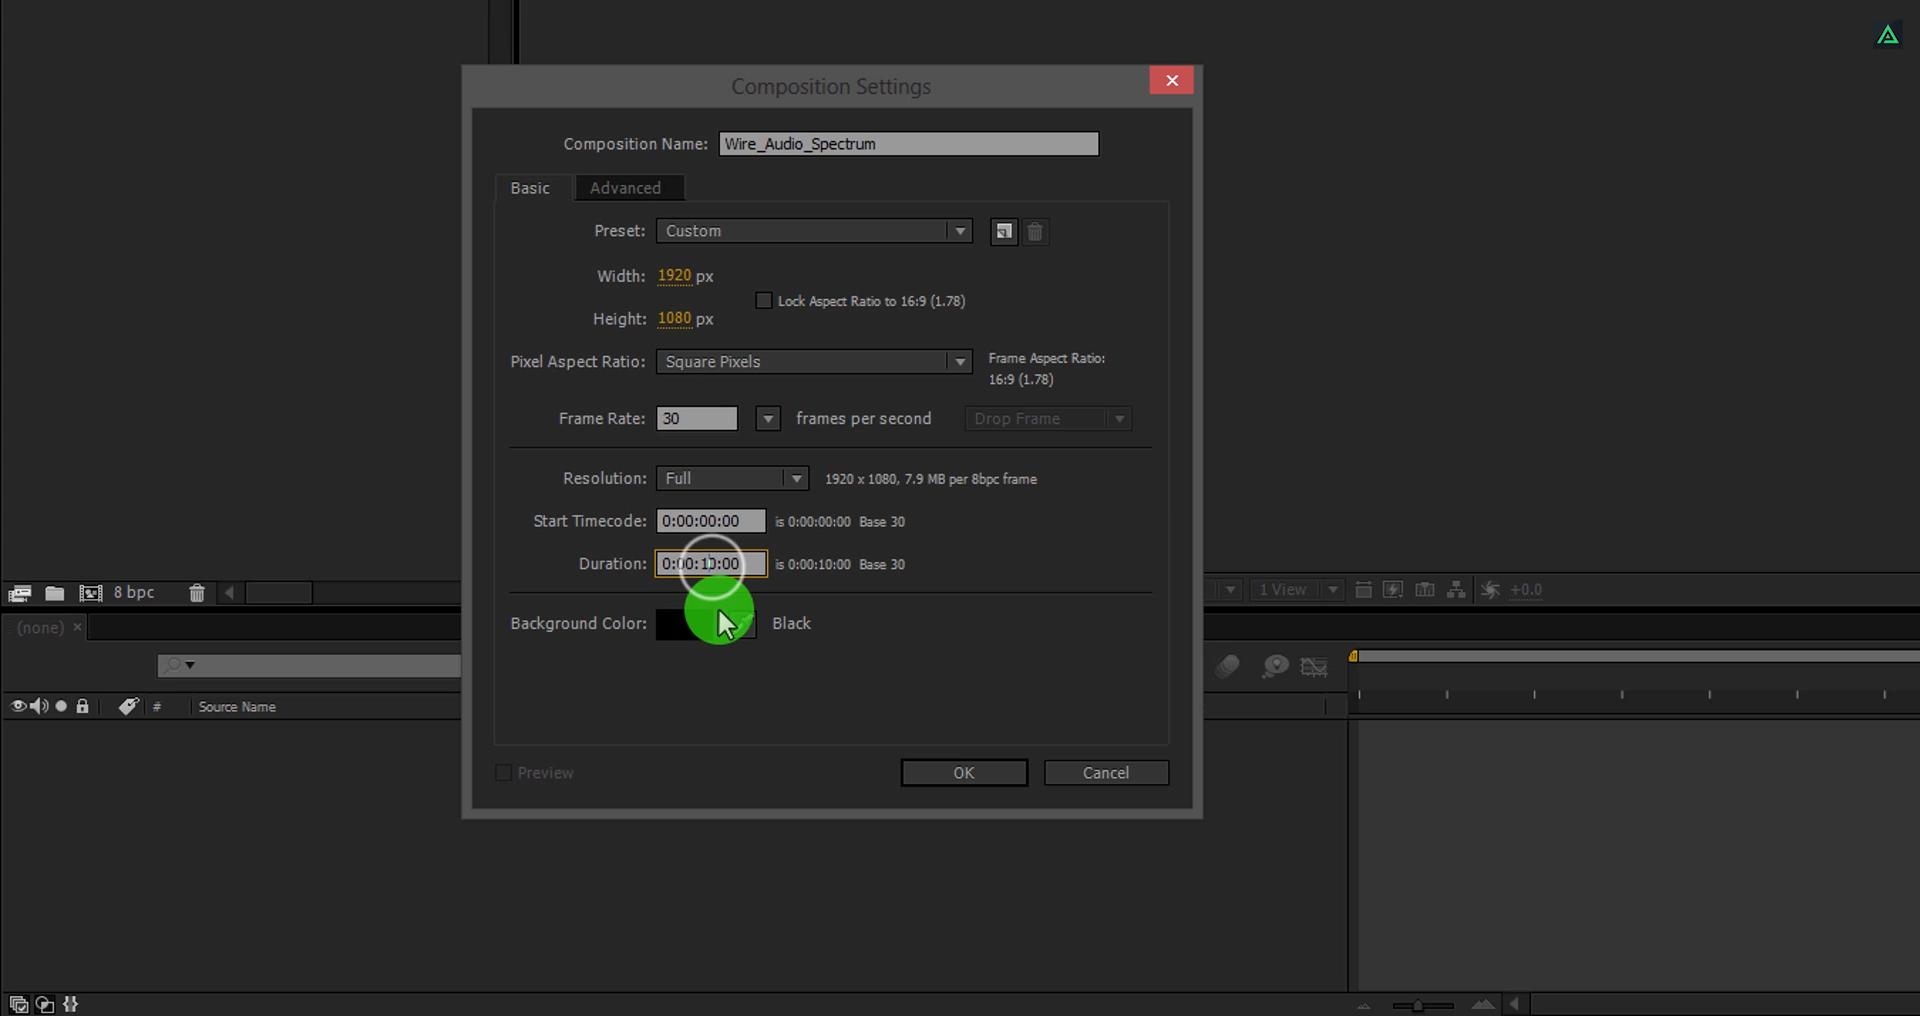 Composition Settings
Composition Name: Wire_Audio_Spectrum
Basic Advanced
Preset: Custom
Width: 1920 px
Lock Aspect Ratio to 16:9 (1.78)
Height: 1080 px
Pixel Aspect Ratio: Square Pixels Frame Aspect Ratio:
16:9 (1.78)
Frame Rate: 30 frames per second Drop Frame
Resolution: Full 1920 x 1080, 7.9 MB per 8bpc frame
Start Timecode: 0:00:00:00 is 0:00:00:00 Base 30
Duration: 0:00:10:00 is 0:00:10:00 Base 30
8 bpc 1 View +0.0
Background Color: Black
(none) ×
# Source Name
Preview OK Cancel